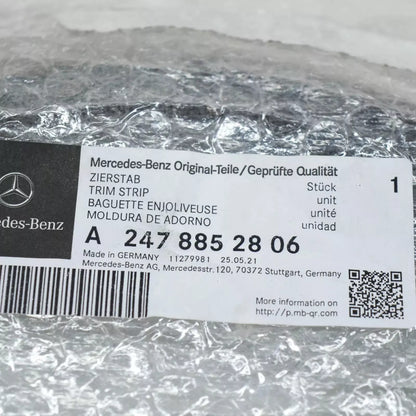 Mercedes-Benz Original-Teile/Geprüfte Qualität
ZIERSTAB Stück 1
TRIM STRIP unit
BAGUETTE ENJOLIVEUSE unité
MOLDURA DE ADORNO unidad
des-Benz
A 247 885 28 06
Made in GERMANY 11279981 25.05.21
Mercedes-Benz AG, Mercedesstr.120, 70372 Stuttgart, Germany
More info on
http://p.mb-qr.com/